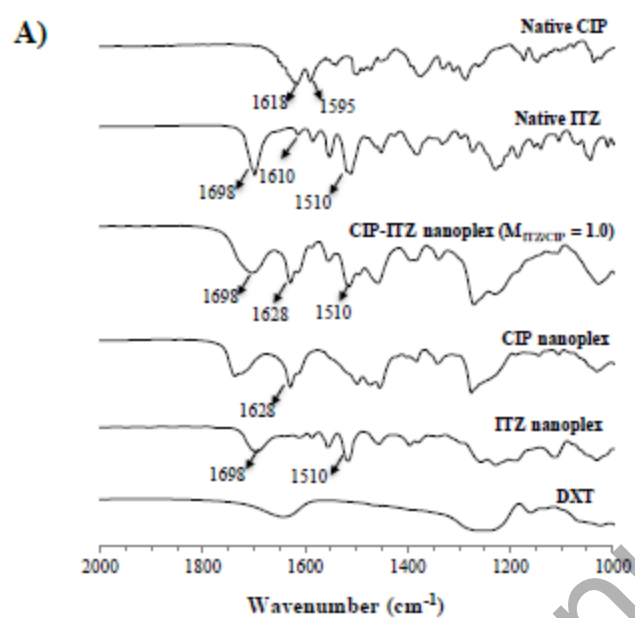 A)
Native CIP
1618
1595
Native ITZ
1698
1610
1510
CIP-ITZ nanoplex (M_ITZ/CIP = 1.0)
1698
1628
1510
CIP nanoplex
1628
ITZ nanoplex
1698
1510
DXT
2000 1800 1600 1400 1200 1000
Wavenumber (cm⁻¹)